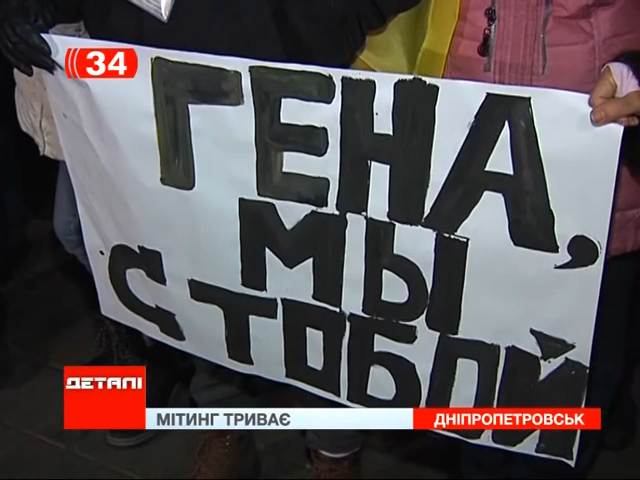 34
ГЕНА,
МЫ
С ТОБОЙ
ДЕТАЛІ
МІТИНГ ТРИВАЄ
ДНІПРОПЕТРОВСЬК